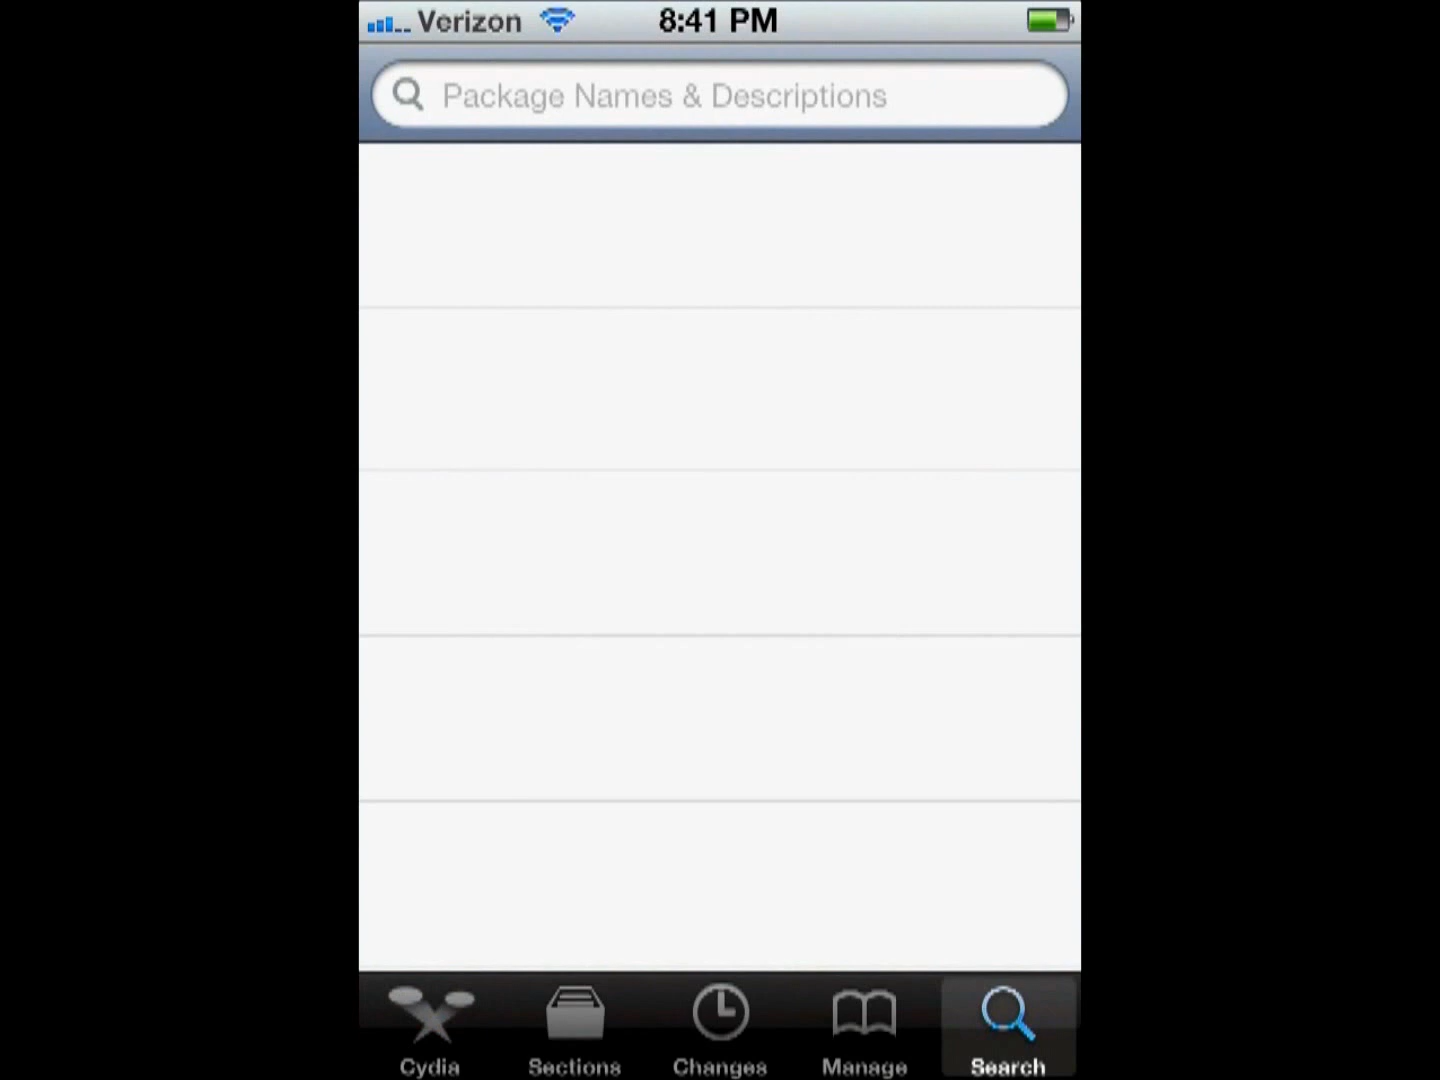 Verizon 8:41 PM
Package Names & Descriptions
Cydia Sections Changes Manage Search